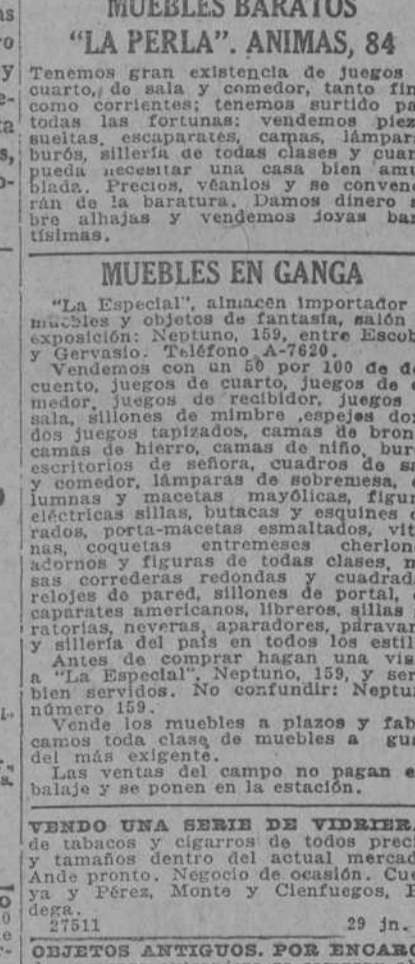 MUEBLES BARATOS
"LA PERLA". ANIMAS, 84
Tenemos gran existencia de juegos
cuarto, de sala y comedor, tanto fin
como corrientes; tenemos surtido pa
todas las fortunas; vendemos piez
sueltas, escaparates, camas, lámpar
burós, sillería de todas clases y cuan
pueda necesitar una casa bien amu
blada. Precios, véanlos y se conven
rán de la baratura. Damos dinero s
bre alhajas y vendemos joyas ba
tísimas.
MUEBLES EN GANGA
"La Especial", almacén importador
muebles y objetos de fantasía, salón
exposición: Neptuno, 159, entre Escob
y Gervasio. Teléfono A-7620.
Vendemos con un 50 por 100 de de
cuento, juegos de cuarto, juegos de c
medor, juegos de recibidor, juegos
sala, sillones de mimbre ,espejos do
dos juegos tapizados, camas de bron
camas de hierro, camas de niño, bur
escritorios de señora, cuadros de sa
y comedor, lámparas de sobremesa, c
lumnas y macetas mayólicas, figur
eléctricas sillas, butacas y esquines d
rados, porta-macetas esmaltados, vit
nas, coquetas entremeses cherlon
adornos y figuras de todas clases, m
sas correderas redondas y cuadrad
relojes de pared, sillones de portal, e
caparates americanos, libreros, sillas
ratorias, neveras, aparadores, paravan
y sillería del país en todos los estil
Antes de comprar hagan una vis
a "La Especial", Neptuno, 159, y ser
bien servidos. No confundir: Neptun
número 159.
Vende los muebles a plazos y fab
camos toda clase de muebles a gus
del más exigente.
Las ventas del campo no pagan e
balaje y se ponen en la estación.
VENDO UNA SERIE DE VIDRIER
de tabacos y cigarros de todos preci
y tamaños dentro del actual mercad
Ande pronto. Negocio de ocasión. Cue
ya y Pérez, Monte y Cienfuegos, B
dega.
27511 29 jn.
OBJETOS ANTIGUOS. POR ENCARG